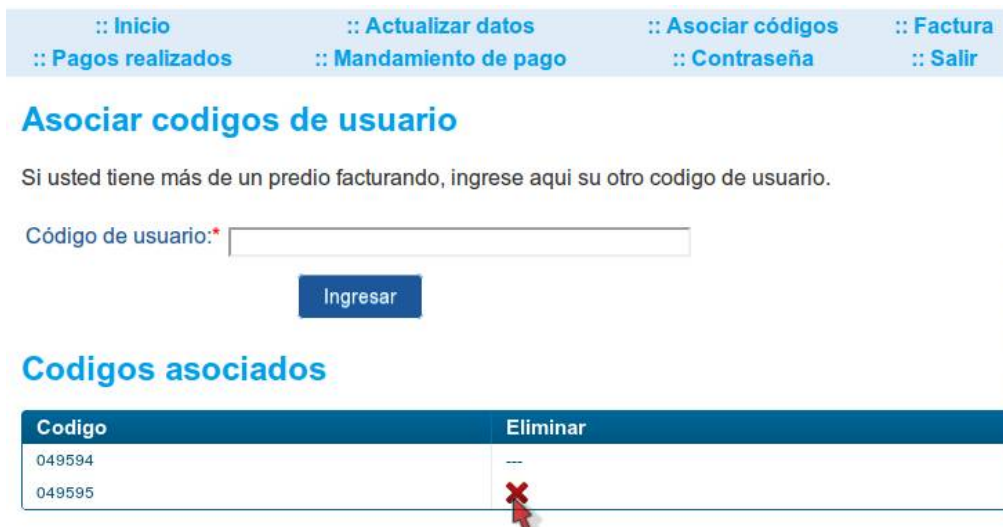 :: Inicio :: Actualizar datos :: Asociar códigos :: Factura
:: Pagos realizados :: Mandamiento de pago :: Contraseña :: Salir
Asociar codigos de usuario
Si usted tiene más de un predio facturando, ingrese aqui su otro codigo de usuario.
Código de usuario:*
Ingresar
Codigos asociados
Codigo Eliminar
049594 ---
049595